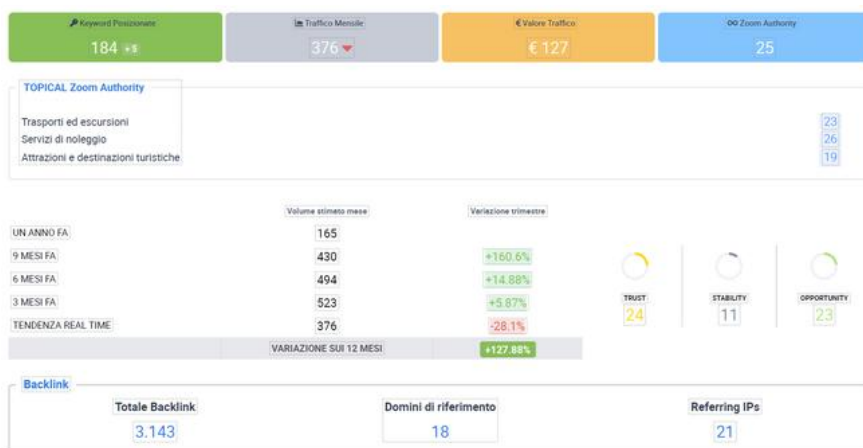 Keyword Posizionate
184 +5
Traffico Mensile
376
€ Valore Traffico
€ 127
Zoom Authority
25
TOPICAL Zoom Authority
Trasporti ed escursioni 23
Servizi di noleggio 26
Attrazioni e destinazioni turistiche 19
Volume stimato mese Variazione trimestre
UN ANNO FA 165
9 MESI FA 430 +160.6%
6 MESI FA 494 +14.88%
3 MESI FA 523 +5.87%
TENDENZA REAL TIME 376 -28.1%
VARIAZIONE SUI 12 MESI +127.88%
TRUST STABILITY OPPORTUNITY
24 11 23
Backlink
Totale Backlink Domini di riferimento Referring IPs
3.143 18 21